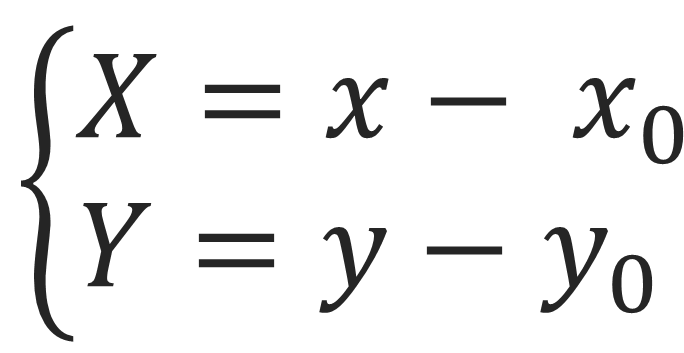 X = x − x₀
Y = y − y₀